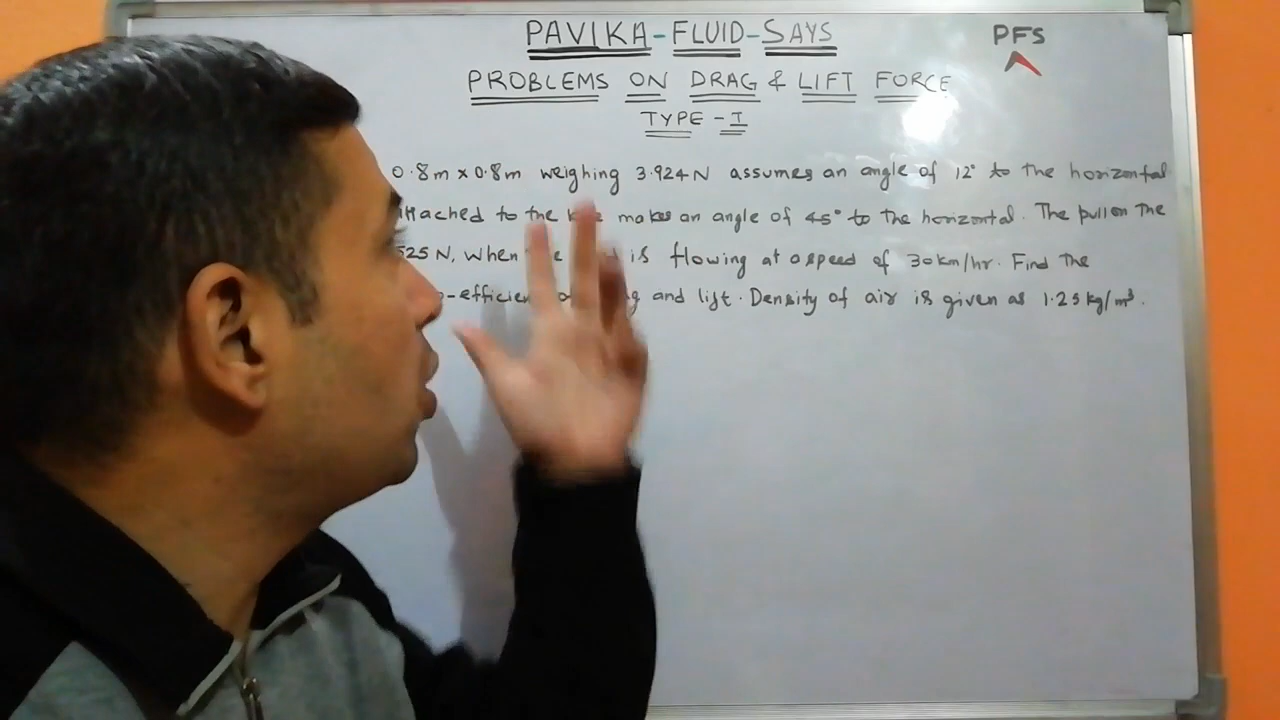 PAVIKA-FLUID-SAYS
PFS
PROBLEMS ON DRAG & LIFT FORCE
TYPE-I
0.8m x 0.8m weighing 3.924N assumes an angle of 12° to the horizontal
to the makes an angle of 45° to the horizontal. The pull on the
525 N, when is flowing at a speed of 30km/hr. Find the
and lift. Density of air is given as 1.25kg/m³.